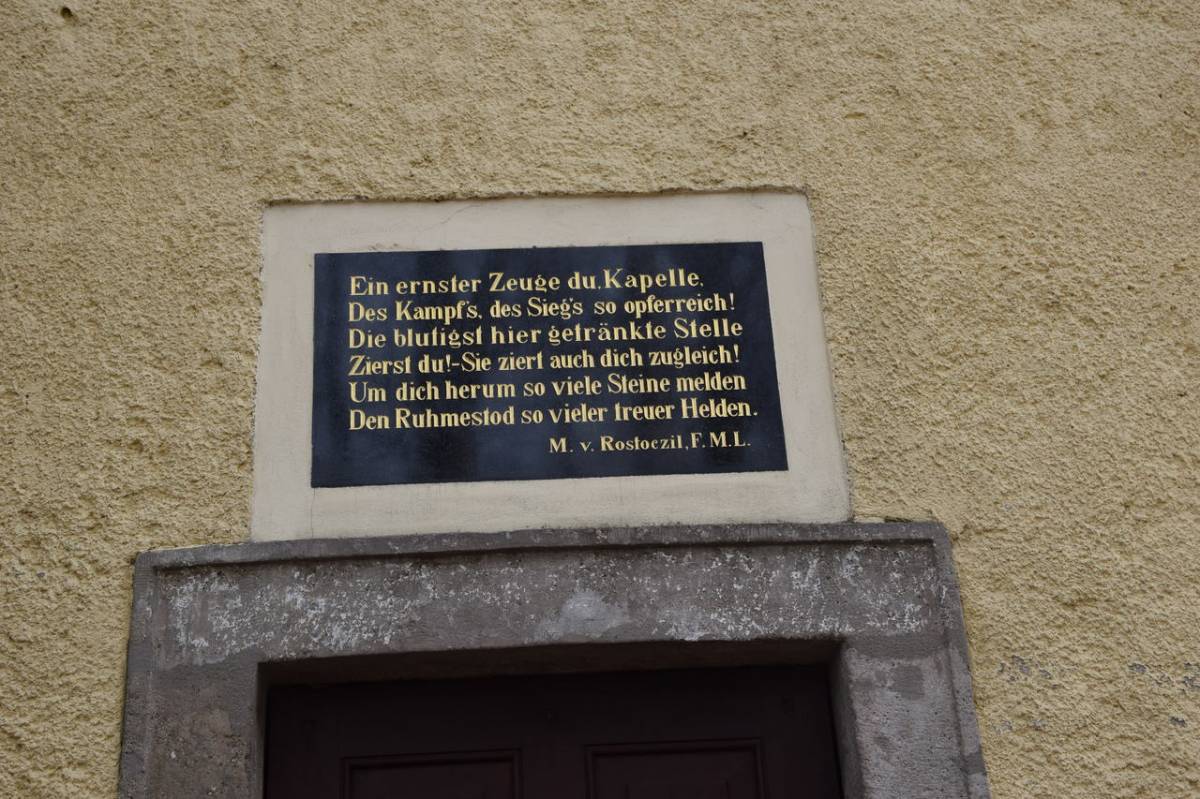 Ein ernster Zeuge du, Kapelle,
Des Kampf's, des Sieg's so opferreich!
Die blutigst hier getränkte Stelle
Zierst du!-Sie ziert auch dich zugleich!
Um dich herum so viele Steine melden
Den Ruhmestod so vieler treuer Helden.
M. v. Rostoczil, F. M. L.